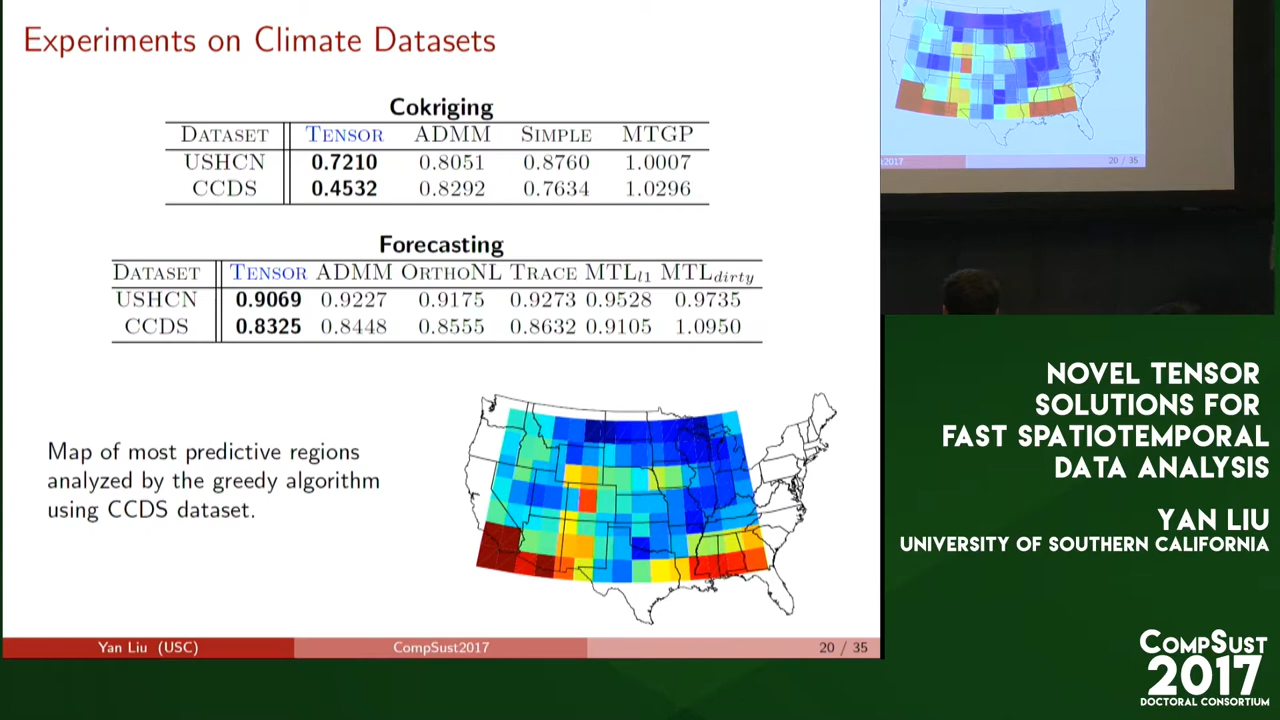 Experiments on Climate Datasets
Cokriging
DATASET TENSOR ADMM SIMPLE MTGP
USHCN 0.7210 0.8051 0.8760 1.0007
CCDS 0.4532 0.8292 0.7634 1.0296
Forecasting
DATASET TENSOR ADMM ORTHONL TRACE MTLl1 MTLdirty
USHCN 0.9069 0.9227 0.9175 0.9273 0.9528 0.9735
CCDS 0.8325 0.8448 0.8555 0.8632 0.9105 1.0950
Map of most predictive regions
analyzed by the greedy algorithm
using CCDS dataset.
Yan Liu (USC) CompSust2017 20 / 35
st2017 20 / 35
NOVEL TENSOR
SOLUTIONS FOR
FAST SPATIOTEMPORAL
DATA ANALYSIS
YAN LIU
UNIVERSITY OF SOUTHERN CALIFORNIA
COMPSUST
2017
DOCTORAL CONSORTIUM